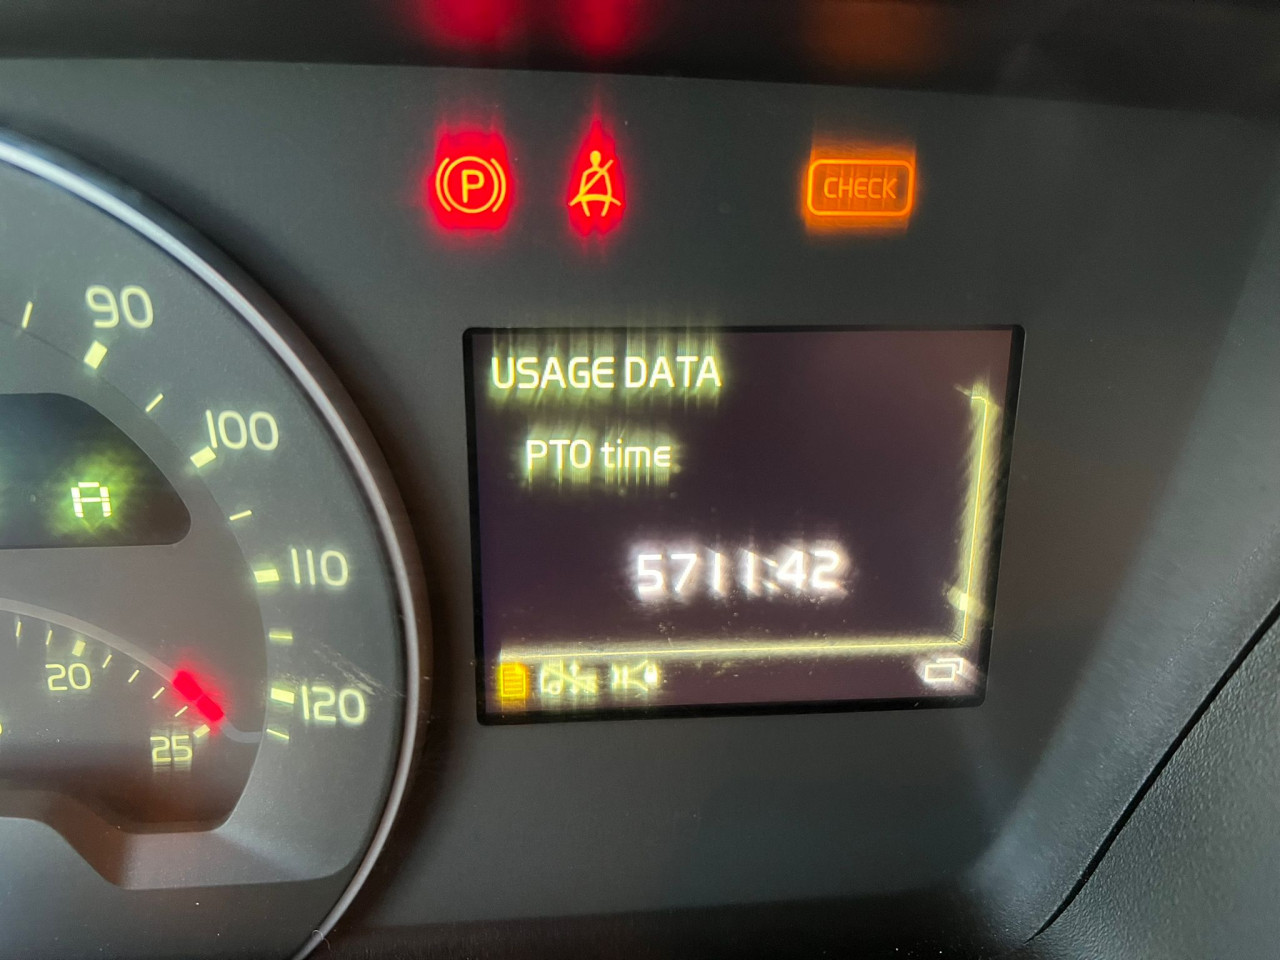 P
CHECK
USAGE DATA
PTO time
5711:42
90
100
A
110
20
120
25